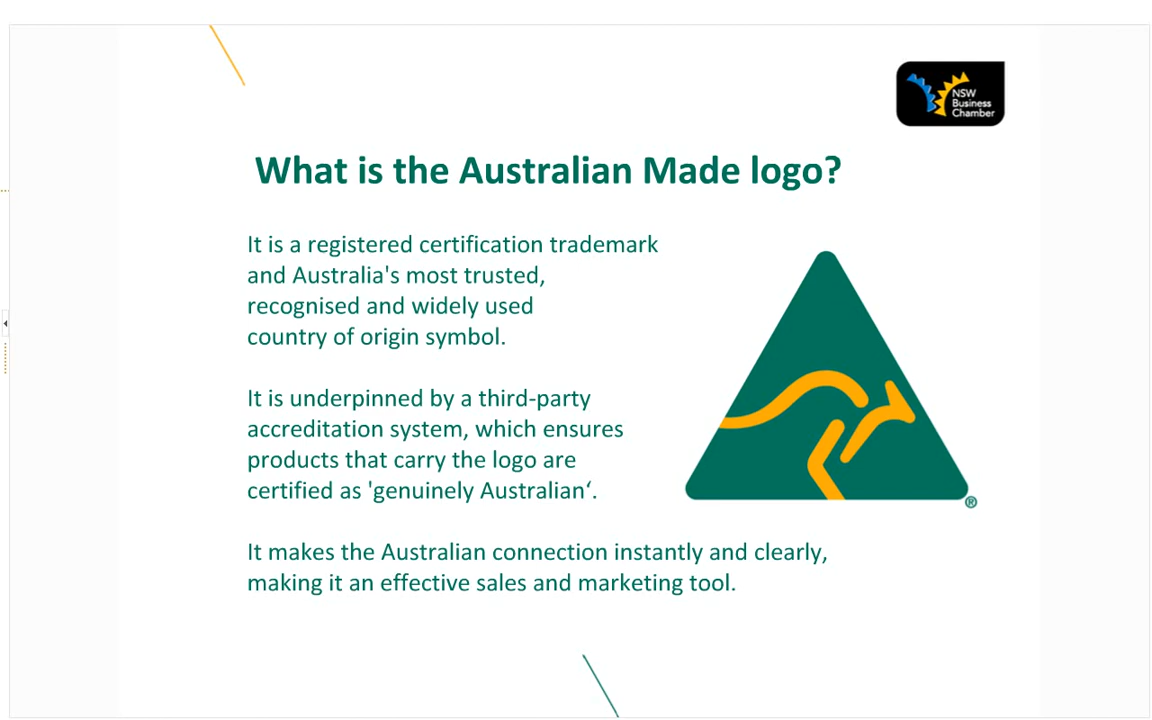 NSW
Business
Chamber
What is the Australian Made logo?
It is a registered certification trademark
and Australia's most trusted,
recognised and widely used
country of origin symbol.
It is underpinned by a third-party
accreditation system, which ensures
products that carry the logo are
certified as 'genuinely Australian‘.
®
It makes the Australian connection instantly and clearly,
making it an effective sales and marketing tool.